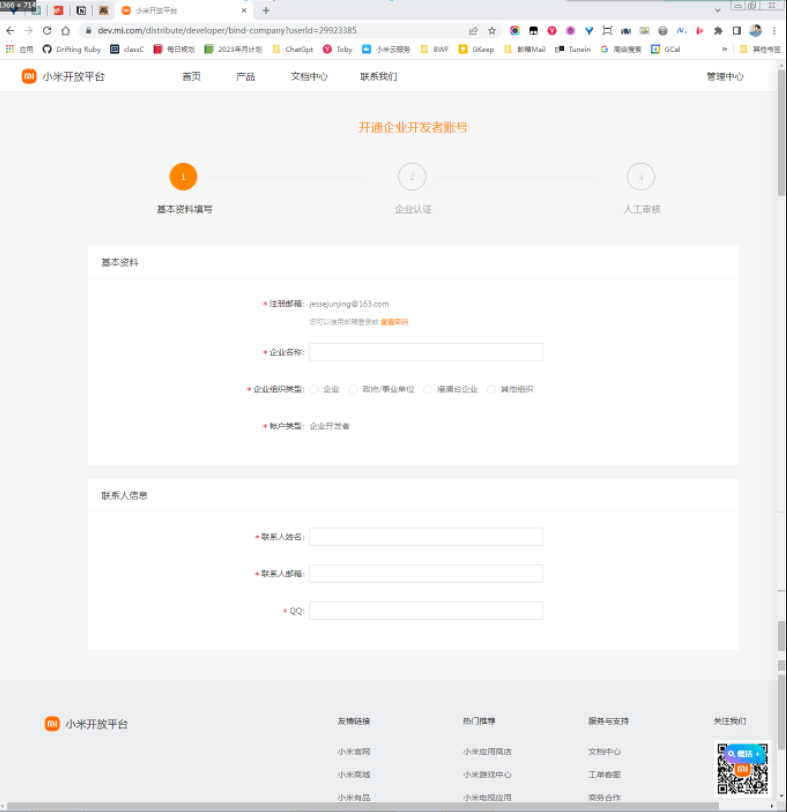 1366 × 714
小米开放平台
dev.mi.com/distribute/developer/bind-company?userId=29923385
应用 Drifting Ruby classC 每日规划 2023年月计划 ChatGpt Toby 小米云服务 BWF GKeep 邮箱Mail Tunein 高级搜索 GCal » 其他书签
小米开放平台 首页 产品 文档中心 联系我们 管理中心
开通企业开发者账号
1 2 3
基本资料填写 企业认证 人工审核
基本资料
* 注册邮箱: jessejunjing@163.com
您可以使用邮箱登录或 重置密码
* 企业名称:
* 企业组织类型: 企业 政府/事业单位 港澳台企业 其他组织
* 帐户类型: 企业开发者
联系人信息
* 联系人姓名:
* 联系人邮箱:
* QQ:
小米开放平台 友情链接 热门推荐 服务与支持 关注我们
小米官网 小米应用商店 文档中心
小米商城 小米游戏中心 工单客服
小米有品 小米电视应用 商务合作